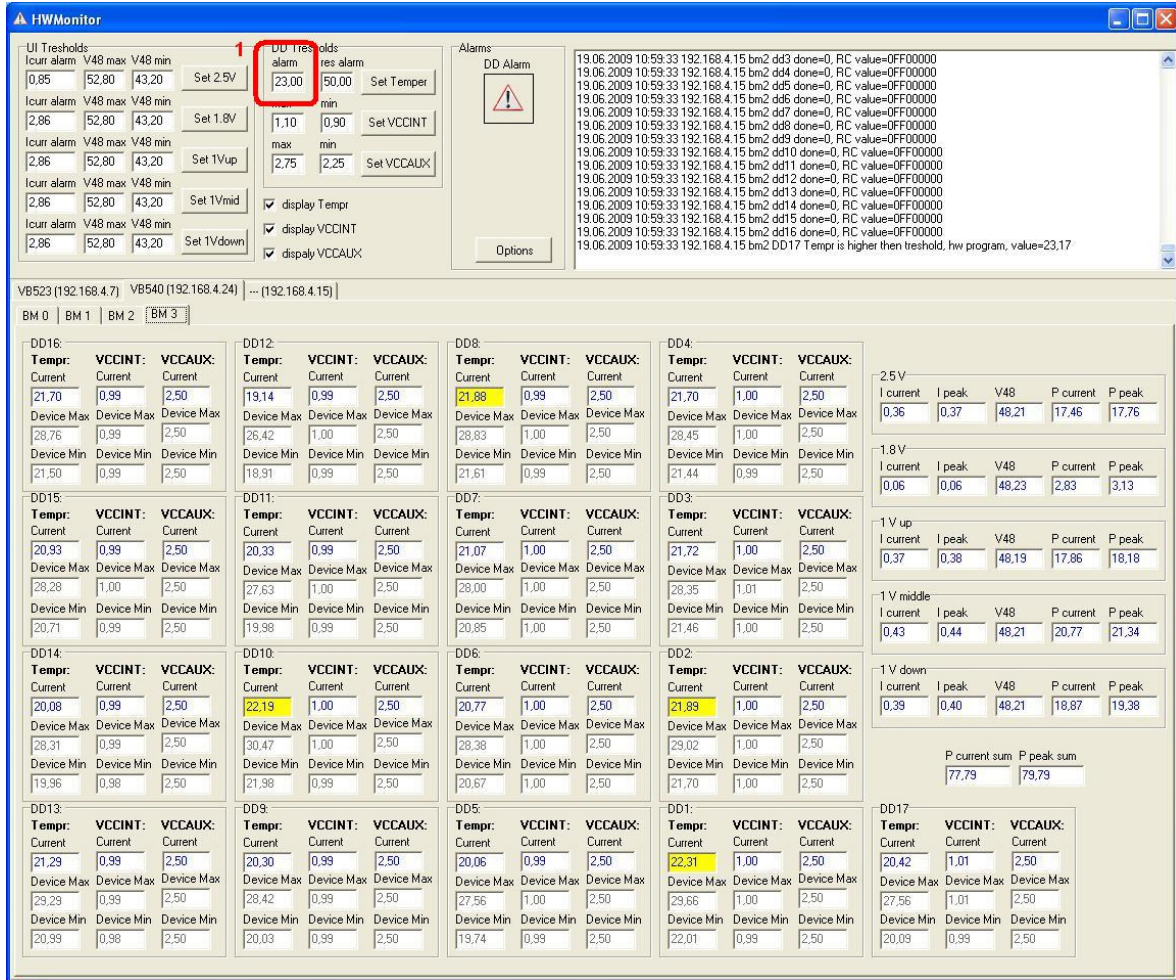 HWMonitor
UI Tresholds
Icurr alarm V48 max V48 min
0,85 52,80 43,20 Set 2.5V
Icurr alarm V48 max V48 min
2,86 52,80 43,20 Set 1.8V
Icurr alarm V48 max V48 min
2,86 52,80 43,20 Set 1Vup
Icurr alarm V48 max V48 min
2,86 52,80 43,20 Set 1Vmid
Icurr alarm V48 max V48 min
2,86 52,80 43,20 Set 1Vdown
1
DD Tresholds
alarm res alarm
23,00 50,00 Set Temper
max min
1,10 0,90 Set VCCINT
max min
2,75 2,25 Set VCCAUX
display Tempr
display VCCINT
dispaly VCCAUX
Alarms
DD Alarm
Options
19.06.2009 10:59:33 192.168.4.15 bm2 dd3 done=0, RC value=0FF00000
19.06.2009 10:59:33 192.168.4.15 bm2 dd4 done=0, RC value=0FF00000
19.06.2009 10:59:33 192.168.4.15 bm2 dd5 done=0, RC value=0FF00000
19.06.2009 10:59:33 192.168.4.15 bm2 dd6 done=0, RC value=0FF00000
19.06.2009 10:59:33 192.168.4.15 bm2 dd7 done=0, RC value=0FF00000
19.06.2009 10:59:33 192.168.4.15 bm2 dd8 done=0, RC value=0FF00000
19.06.2009 10:59:33 192.168.4.15 bm2 dd9 done=0, RC value=0FF00000
19.06.2009 10:59:33 192.168.4.15 bm2 dd10 done=0, RC value=0FF00000
19.06.2009 10:59:33 192.168.4.15 bm2 dd11 done=0, RC value=0FF00000
19.06.2009 10:59:33 192.168.4.15 bm2 dd12 done=0, RC value=0FF00000
19.06.2009 10:59:33 192.168.4.15 bm2 dd13 done=0, RC value=0FF00000
19.06.2009 10:59:33 192.168.4.15 bm2 dd14 done=0, RC value=0FF00000
19.06.2009 10:59:33 192.168.4.15 bm2 dd15 done=0, RC value=0FF00000
19.06.2009 10:59:33 192.168.4.15 bm2 dd16 done=0, RC value=0FF00000
19.06.2009 10:59:33 192.168.4.15 bm2 DD17 Tempr is higher then treshold, hw program, value=23,17
VB523 (192.168.4.7) VB540 (192.168.4.24) --- (192.168.4.15)
BM 0 BM 1 BM 2 BM 3
DD16:
Tempr: VCCINT: VCCAUX:
Current Current Current
21,70 0,99 2,50
Device Max Device Max Device Max
28,76 0,99 2,50
Device Min Device Min Device Min
21,50 0,99 2,50
DD12:
Tempr: VCCINT: VCCAUX:
Current Current Current
19,14 0,99 2,50
Device Max Device Max Device Max
26,42 1,00 2,50
Device Min Device Min Device Min
18,91 0,99 2,50
DD8:
Tempr: VCCINT: VCCAUX:
Current Current Current
21,88 0,99 2,50
Device Max Device Max Device Max
28,83 1,00 2,50
Device Min Device Min Device Min
21,61 0,99 2,50
DD4:
Tempr: VCCINT: VCCAUX:
Current Current Current
21,70 1,00 2,50
Device Max Device Max Device Max
28,45 1,00 2,50
Device Min Device Min Device Min
21,44 0,99 2,50
DD15:
Tempr: VCCINT: VCCAUX:
Current Current Current
20,93 0,99 2,50
Device Max Device Max Device Max
28,28 1,00 2,50
Device Min Device Min Device Min
20,71 0,99 2,50
DD11:
Tempr: VCCINT: VCCAUX:
Current Current Current
20,33 0,99 2,50
Device Max Device Max Device Max
27,63 1,00 2,50
Device Min Device Min Device Min
19,98 0,99 2,50
DD7:
Tempr: VCCINT: VCCAUX:
Current Current Current
21,07 1,00 2,50
Device Max Device Max Device Max
28,00 1,00 2,50
Device Min Device Min Device Min
20,85 1,00 2,50
DD3:
Tempr: VCCINT: VCCAUX:
Current Current Current
21,72 1,00 2,50
Device Max Device Max Device Max
28,35 1,01 2,50
Device Min Device Min Device Min
21,46 1,00 2,50
DD14:
Tempr: VCCINT: VCCAUX:
Current Current Current
20,08 0,99 2,50
Device Max Device Max Device Max
28,31 0,99 2,50
Device Min Device Min Device Min
19,96 0,98 2,50
DD10:
Tempr: VCCINT: VCCAUX:
Current Current Current
22,19 1,00 2,50
Device Max Device Max Device Max
30,47 1,00 2,50
Device Min Device Min Device Min
21,98 0,99 2,50
DD6:
Tempr: VCCINT: VCCAUX:
Current Current Current
20,77 1,00 2,50
Device Max Device Max Device Max
28,38 1,00 2,50
Device Min Device Min Device Min
20,67 1,00 2,50
DD2:
Tempr: VCCINT: VCCAUX:
Current Current Current
21,89 1,00 2,50
Device Max Device Max Device Max
29,02 1,00 2,50
Device Min Device Min Device Min
21,70 1,00 2,50
DD13:
Tempr: VCCINT: VCCAUX:
Current Current Current
21,29 0,99 2,50
Device Max Device Max Device Max
29,29 0,99 2,50
Device Min Device Min Device Min
20,99 0,98 2,50
DD9:
Tempr: VCCINT: VCCAUX:
Current Current Current
20,30 0,99 2,50
Device Max Device Max Device Max
28,42 0,99 2,50
Device Min Device Min Device Min
20,03 0,99 2,50
DD5:
Tempr: VCCINT: VCCAUX:
Current Current Current
20,06 0,99 2,50
Device Max Device Max Device Max
27,56 1,00 2,50
Device Min Device Min Device Min
19,74 0,99 2,50
DD1:
Tempr: VCCINT: VCCAUX:
Current Current Current
22,31 1,00 2,50
Device Max Device Max Device Max
29,66 1,00 2,50
Device Min Device Min Device Min
22,01 0,99 2,50
DD17
Tempr: VCCINT: VCCAUX:
Current Current Current
20,42 1,01 2,50
Device Max Device Max Device Max
27,56 1,01 2,50
Device Min Device Min Device Min
20,09 0,99 2,50
2.5 V
I current I peak V48 P current P peak
0,36 0,37 48,21 17,46 17,76
1.8 V
I current I peak V48 P current P peak
0,06 0,06 48,23 2,83 3,13
1 V up
I current I peak V48 P current P peak
0,37 0,38 48,19 17,86 18,18
1 V middle
I current I peak V48 P current P peak
0,43 0,44 48,21 20,77 21,34
1 V down
I current I peak V48 P current P peak
0,39 0,40 48,21 18,87 19,38
P current sum P peak sum
77,79 79,79